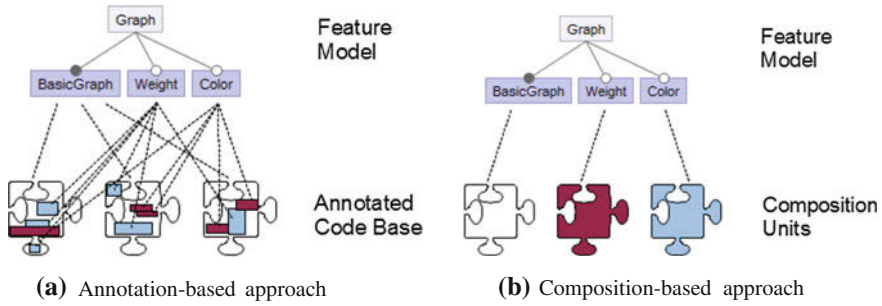 Graph
Feature
Model
BasicGraph
Weight
Color
Annotated
Code Base
(a) Annotation-based approach
Graph
Feature
Model
BasicGraph
Weight
Color
Composition
Units
(b) Composition-based approach